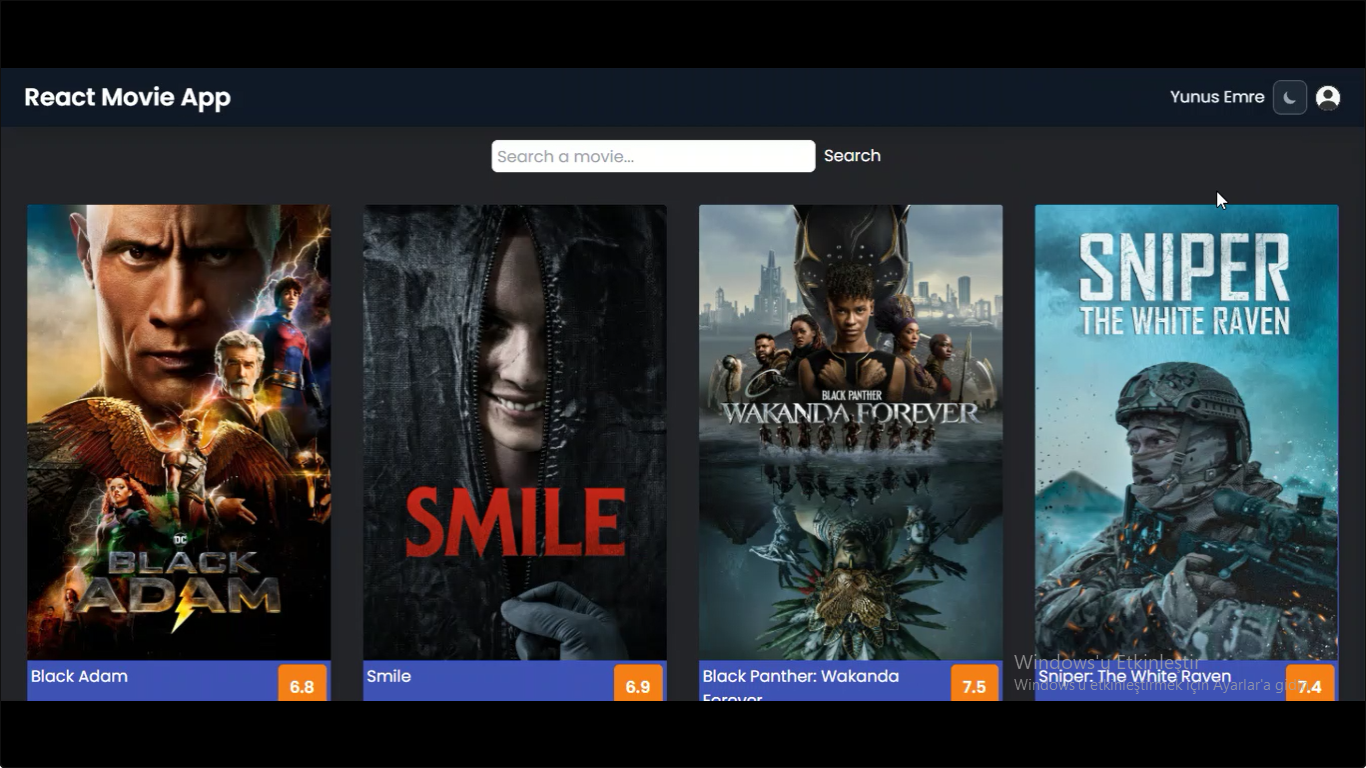 React Movie App
Yunus Emre
Search a movie...
Search
SNIPER
THE WHITE RAVEN
BLACK PANTHER
WAKANDA FOREVER
SMILE
DC
BLACK
ADAM
Black Adam
6.8
Smile
6.9
Black Panther: Wakanda
Forever
7.5
Sniper: The White Raven
7.4
Windows'u Etkinleştir
Windows'u etkinleştirmek için Ayarlar'a